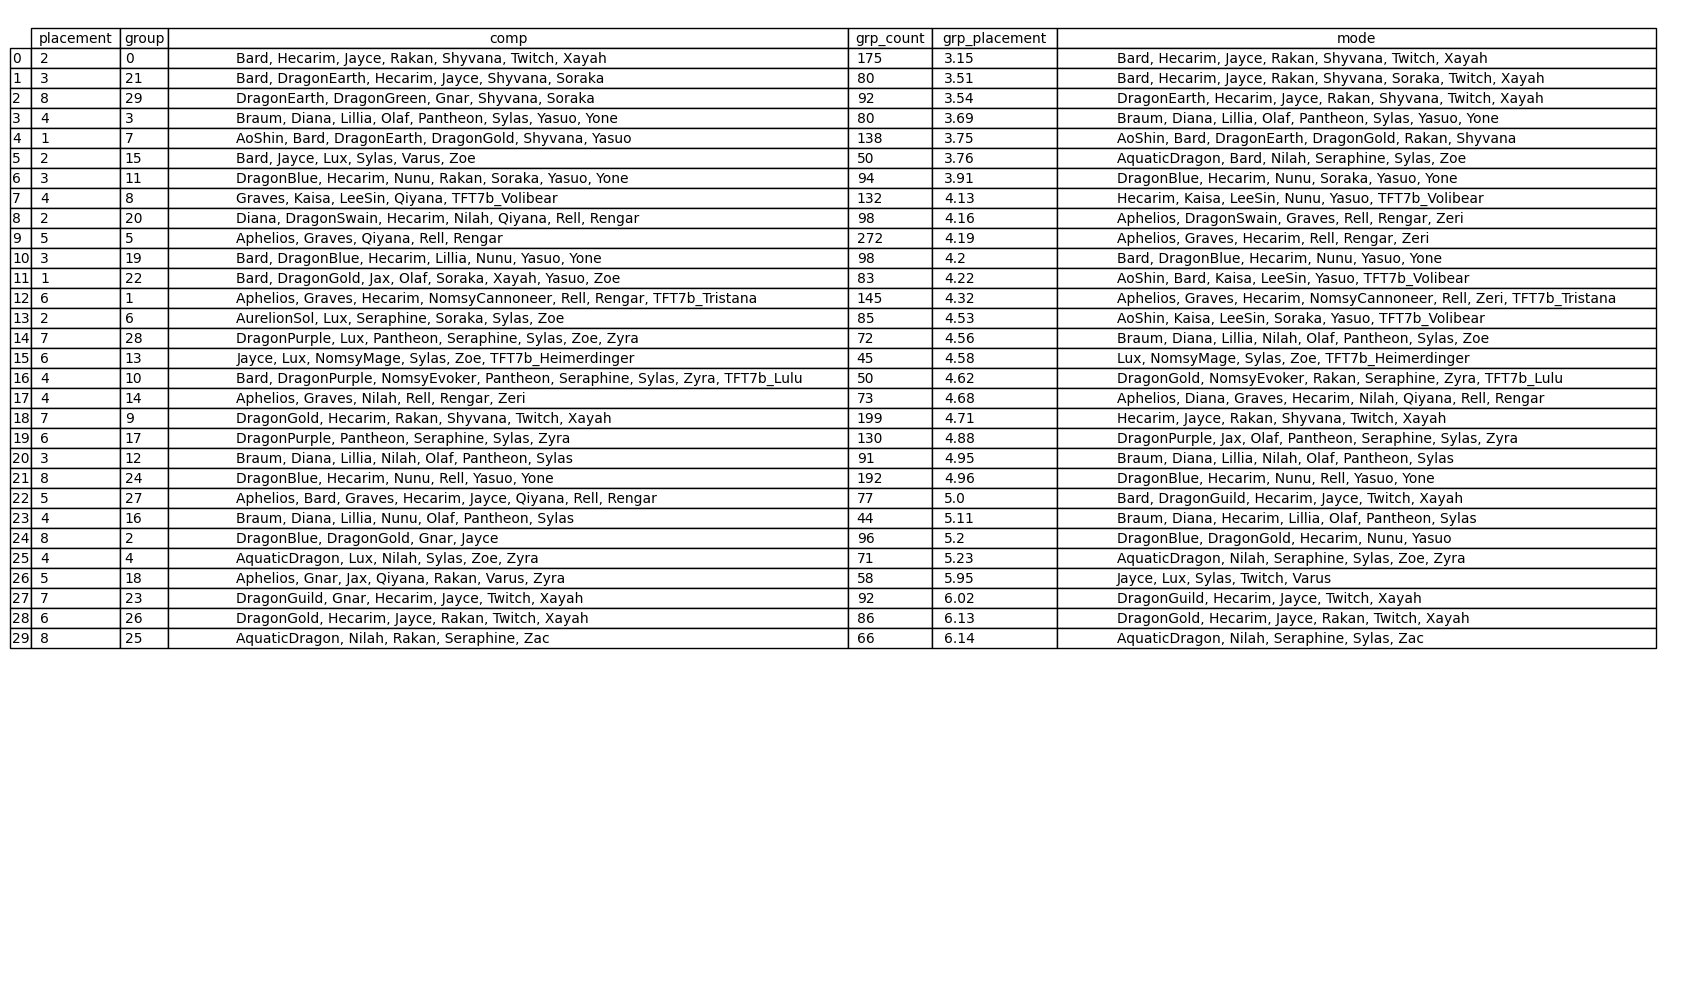 placement group comp grp_count grp_placement mode
0 2 0 Bard, Hecarim, Jayce, Rakan, Shyvana, Twitch, Xayah 175 3.15 Bard, Hecarim, Jayce, Rakan, Shyvana, Twitch, Xayah
1 3 21 Bard, DragonEarth, Hecarim, Jayce, Shyvana, Soraka 80 3.51 Bard, Hecarim, Jayce, Rakan, Shyvana, Soraka, Twitch, Xayah
2 8 29 DragonEarth, DragonGreen, Gnar, Shyvana, Soraka 92 3.54 DragonEarth, Hecarim, Jayce, Rakan, Shyvana, Twitch, Xayah
3 4 3 Braum, Diana, Lillia, Olaf, Pantheon, Sylas, Yasuo, Yone 80 3.69 Braum, Diana, Lillia, Olaf, Pantheon, Sylas, Yasuo, Yone
4 1 7 AoShin, Bard, DragonEarth, DragonGold, Shyvana, Yasuo 138 3.75 AoShin, Bard, DragonEarth, DragonGold, Rakan, Shyvana
5 2 15 Bard, Jayce, Lux, Sylas, Varus, Zoe 50 3.76 AquaticDragon, Bard, Nilah, Seraphine, Sylas, Zoe
6 3 11 DragonBlue, Hecarim, Nunu, Rakan, Soraka, Yasuo, Yone 94 3.91 DragonBlue, Hecarim, Nunu, Soraka, Yasuo, Yone
7 4 8 Graves, Kaisa, LeeSin, Qiyana, TFT7b_Volibear 132 4.13 Hecarim, Kaisa, LeeSin, Nunu, Yasuo, TFT7b_Volibear
8 2 20 Diana, DragonSwain, Hecarim, Nilah, Qiyana, Rell, Rengar 98 4.16 Aphelios, DragonSwain, Graves, Rell, Rengar, Zeri
9 5 5 Aphelios, Graves, Qiyana, Rell, Rengar 272 4.19 Aphelios, Graves, Hecarim, Rell, Rengar, Zeri
10 3 19 Bard, DragonBlue, Hecarim, Lillia, Nunu, Yasuo, Yone 98 4.2 Bard, DragonBlue, Hecarim, Nunu, Yasuo, Yone
11 1 22 Bard, DragonGold, Jax, Olaf, Soraka, Xayah, Yasuo, Zoe 83 4.22 AoShin, Bard, Kaisa, LeeSin, Yasuo, TFT7b_Volibear
12 6 1 Aphelios, Graves, Hecarim, NomsyCannoneer, Rell, Rengar, TFT7b_Tristana 145 4.32 Aphelios, Graves, Hecarim, NomsyCannoneer, Rell, Zeri, TFT7b_Tristana
13 2 6 AurelionSol, Lux, Seraphine, Soraka, Sylas, Zoe 85 4.53 AoShin, Kaisa, LeeSin, Soraka, Yasuo, TFT7b_Volibear
14 7 28 DragonPurple, Lux, Pantheon, Seraphine, Sylas, Zoe, Zyra 72 4.56 Braum, Diana, Lillia, Nilah, Olaf, Pantheon, Sylas, Zoe
15 6 13 Jayce, Lux, NomsyMage, Sylas, Zoe, TFT7b_Heimerdinger 45 4.58 Lux, NomsyMage, Sylas, Zoe, TFT7b_Heimerdinger
16 4 10 Bard, DragonPurple, NomsyEvoker, Pantheon, Seraphine, Sylas, Zyra, TFT7b_Lulu 50 4.62 DragonGold, NomsyEvoker, Rakan, Seraphine, Zyra, TFT7b_Lulu
17 4 14 Aphelios, Graves, Nilah, Rell, Rengar, Zeri 73 4.68 Aphelios, Diana, Graves, Hecarim, Nilah, Qiyana, Rell, Rengar
18 7 9 DragonGold, Hecarim, Rakan, Shyvana, Twitch, Xayah 199 4.71 Hecarim, Jayce, Rakan, Shyvana, Twitch, Xayah
19 6 17 DragonPurple, Pantheon, Seraphine, Sylas, Zyra 130 4.88 DragonPurple, Jax, Olaf, Pantheon, Seraphine, Sylas, Zyra
20 3 12 Braum, Diana, Lillia, Nilah, Olaf, Pantheon, Sylas 91 4.95 Braum, Diana, Lillia, Nilah, Olaf, Pantheon, Sylas
21 8 24 DragonBlue, Hecarim, Nunu, Rell, Yasuo, Yone 192 4.96 DragonBlue, Hecarim, Nunu, Rell, Yasuo, Yone
22 5 27 Aphelios, Bard, Graves, Hecarim, Jayce, Qiyana, Rell, Rengar 77 5.0 Bard, DragonGuild, Hecarim, Jayce, Twitch, Xayah
23 4 16 Braum, Diana, Lillia, Nunu, Olaf, Pantheon, Sylas 44 5.11 Braum, Diana, Hecarim, Lillia, Olaf, Pantheon, Sylas
24 8 2 DragonBlue, DragonGold, Gnar, Jayce 96 5.2 DragonBlue, DragonGold, Hecarim, Nunu, Yasuo
25 4 4 AquaticDragon, Lux, Nilah, Sylas, Zoe, Zyra 71 5.23 AquaticDragon, Nilah, Seraphine, Sylas, Zoe, Zyra
26 5 18 Aphelios, Gnar, Jax, Qiyana, Rakan, Varus, Zyra 58 5.95 Jayce, Lux, Sylas, Twitch, Varus
27 7 23 DragonGuild, Gnar, Hecarim, Jayce, Twitch, Xayah 92 6.02 DragonGuild, Hecarim, Jayce, Twitch, Xayah
28 6 26 DragonGold, Hecarim, Jayce, Rakan, Twitch, Xayah 86 6.13 DragonGold, Hecarim, Jayce, Rakan, Twitch, Xayah
29 8 25 AquaticDragon, Nilah, Rakan, Seraphine, Zac 66 6.14 AquaticDragon, Nilah, Seraphine, Sylas, Zac